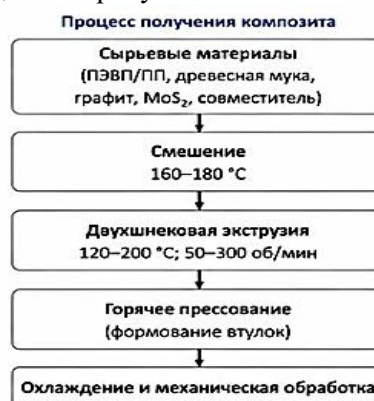 Процесс получения композита
Сырьевые материалы
(ПЭВП/ПП, древесная мука,
графит, MoS₂, совместитель)
Смешение
160–180 °C
Двухшнековая экструзия
120–200 °C; 50–300 об/мин
Горячее прессование
(формование втулок)
Охлаждение и механическая обработка